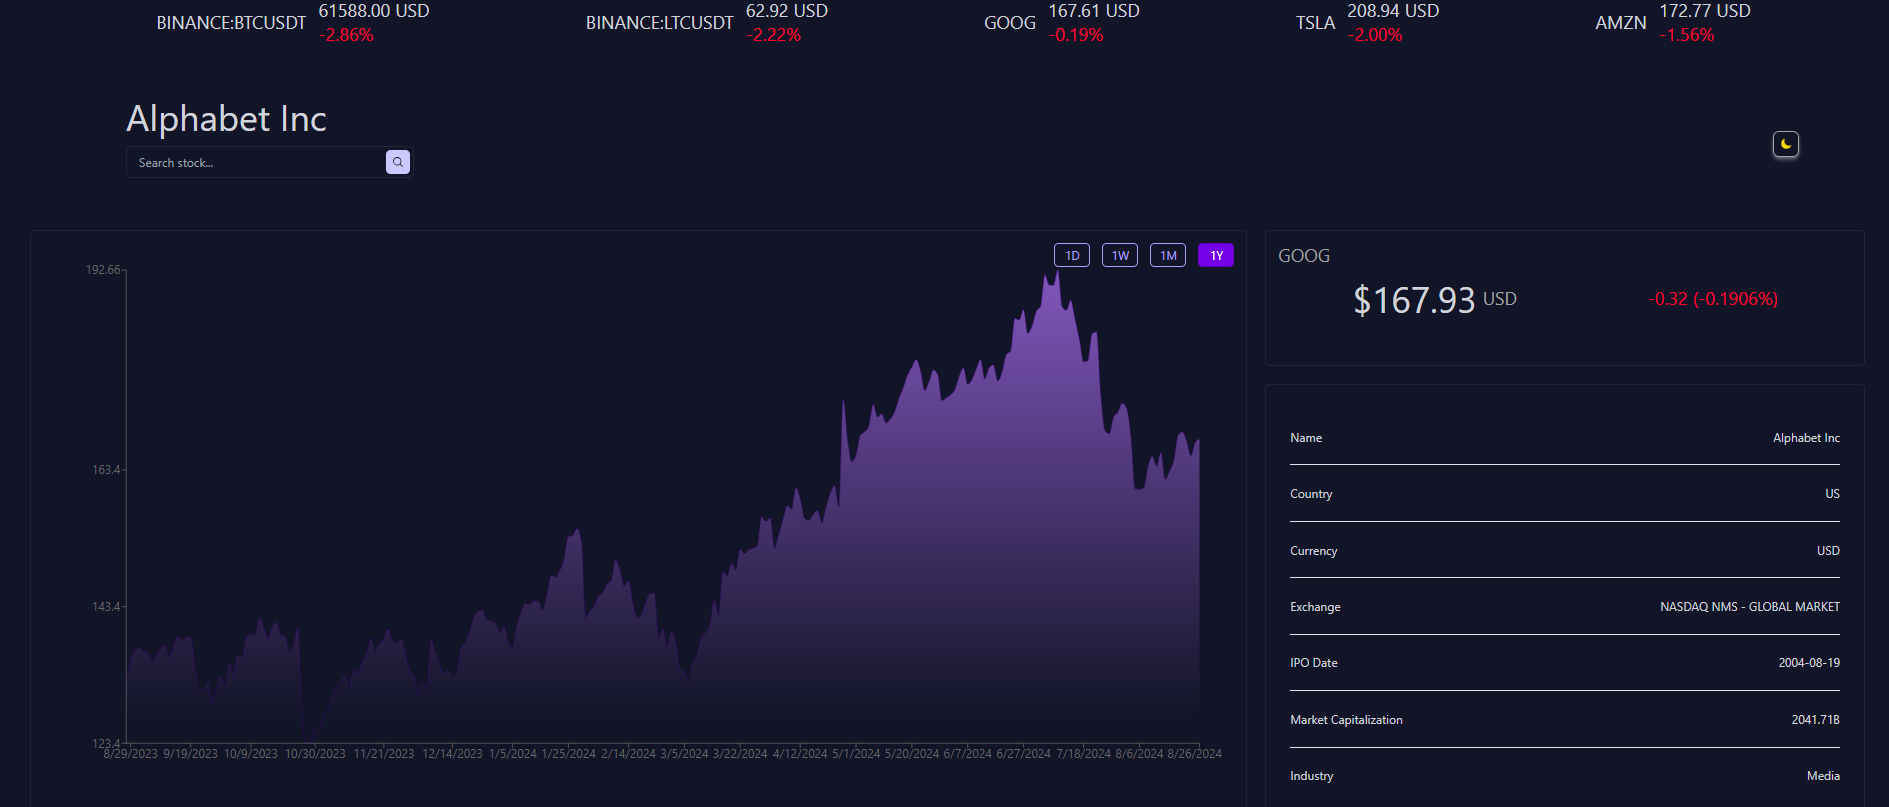 BINANCE:BTCUSDT 61588.00 USD -2.86%
BINANCE:LTCUSDT 62.92 USD -2.22%
GOOG 167.61 USD -0.19%
TSLA 208.94 USD -2.00%
AMZN 172.77 USD -1.56%
Alphabet Inc
Search stock...
1D 1W 1M 1Y
192.66
163.4
143.4
123.4
8/29/2023 9/19/2023 10/9/2023 10/30/2023 11/21/2023 12/14/2023 1/5/2024 1/25/2024 2/14/2024 3/5/2024 3/22/2024 4/12/2024 5/1/2024 5/20/2024 6/7/2024 6/27/2024 7/18/2024 8/6/2024 8/26/2024
GOOG
$167.93 USD -0.32 (-0.1906%)
Name Alphabet Inc
Country US
Currency USD
Exchange NASDAQ NMS - GLOBAL MARKET
IPO Date 2004-08-19
Market Capitalization 2041.71B
Industry Media